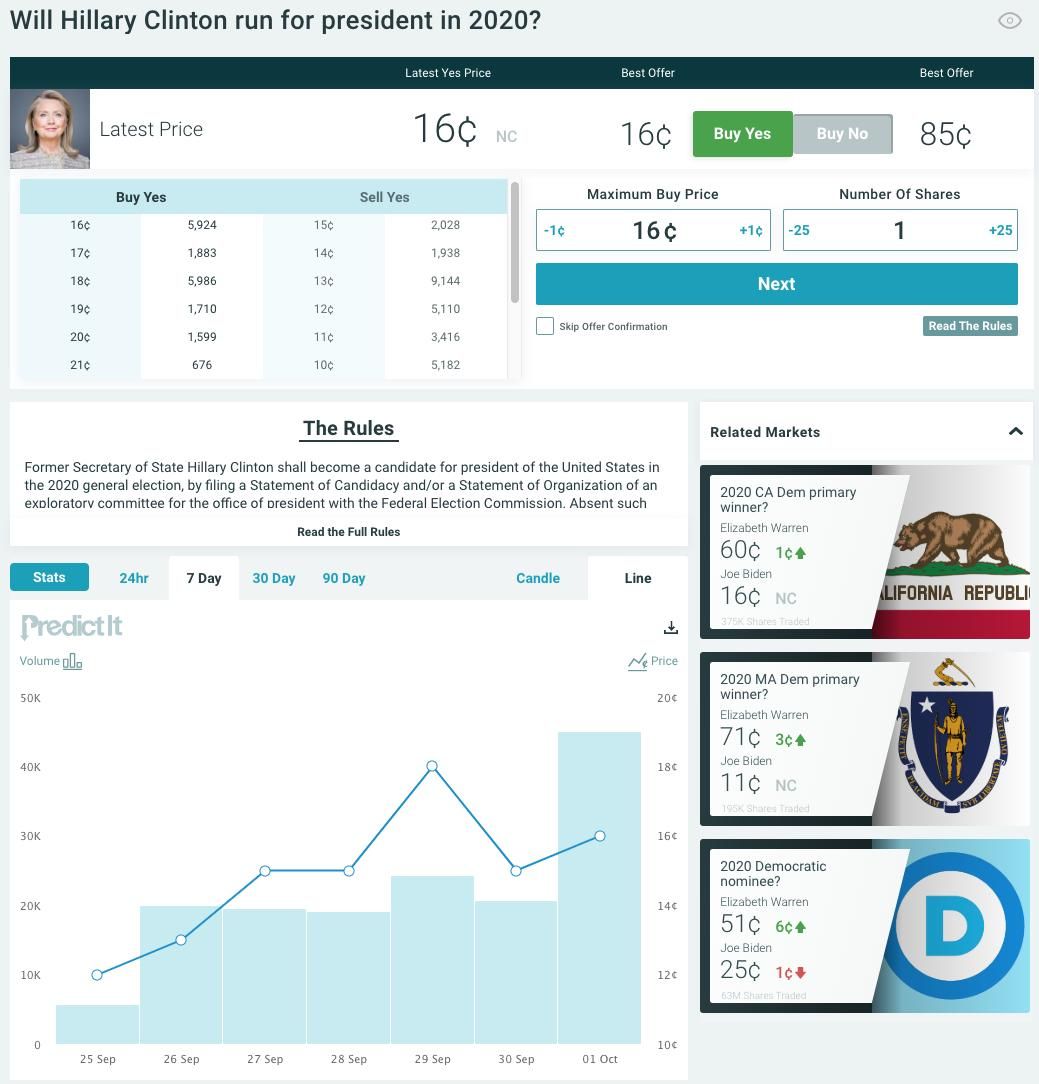 Will Hillary Clinton run for president in 2020?
Latest Yes Price Best Offer Best Offer
Latest Price 16¢ NC 16¢ Buy Yes Buy No 85¢
Buy Yes Sell Yes
16¢ 5,924 15¢ 2,028
17¢ 1,883 14¢ 1,938
18¢ 5,986 13¢ 9,144
19¢ 1,710 12¢ 5,110
20¢ 1,599 11¢ 3,416
21¢ 676 10¢ 5,182
Maximum Buy Price Number Of Shares
-1¢ 16¢ +1¢ -25 1 +25
Next
Skip Offer Confirmation Read The Rules
The Rules
Former Secretary of State Hillary Clinton shall become a candidate for president of the United States in
the 2020 general election, by filing a Statement of Candidacy and/or a Statement of Organization of an
exploratory committee for the office of president with the Federal Election Commission. Absent such
Read the Full Rules
Stats 24hr 7 Day 30 Day 90 Day Candle Line
PredictIt
Volume Price
50K 20¢
40K 18¢
30K 16¢
20K 14¢
10K 12¢
0 10¢
25 Sep 26 Sep 27 Sep 28 Sep 29 Sep 30 Sep 01 Oct
Related Markets
2020 CA Dem primary
winner?
Elizabeth Warren
60¢ 1¢
Joe Biden
16¢ NC
375K Shares Traded
ALIFORNIA REPUBLI
2020 MA Dem primary
winner?
Elizabeth Warren
71¢ 3¢
Joe Biden
11¢ NC
195K Shares Traded
2020 Democratic
nominee?
Elizabeth Warren
51¢ 6¢
Joe Biden
25¢ 1¢
63M Shares Traded
D